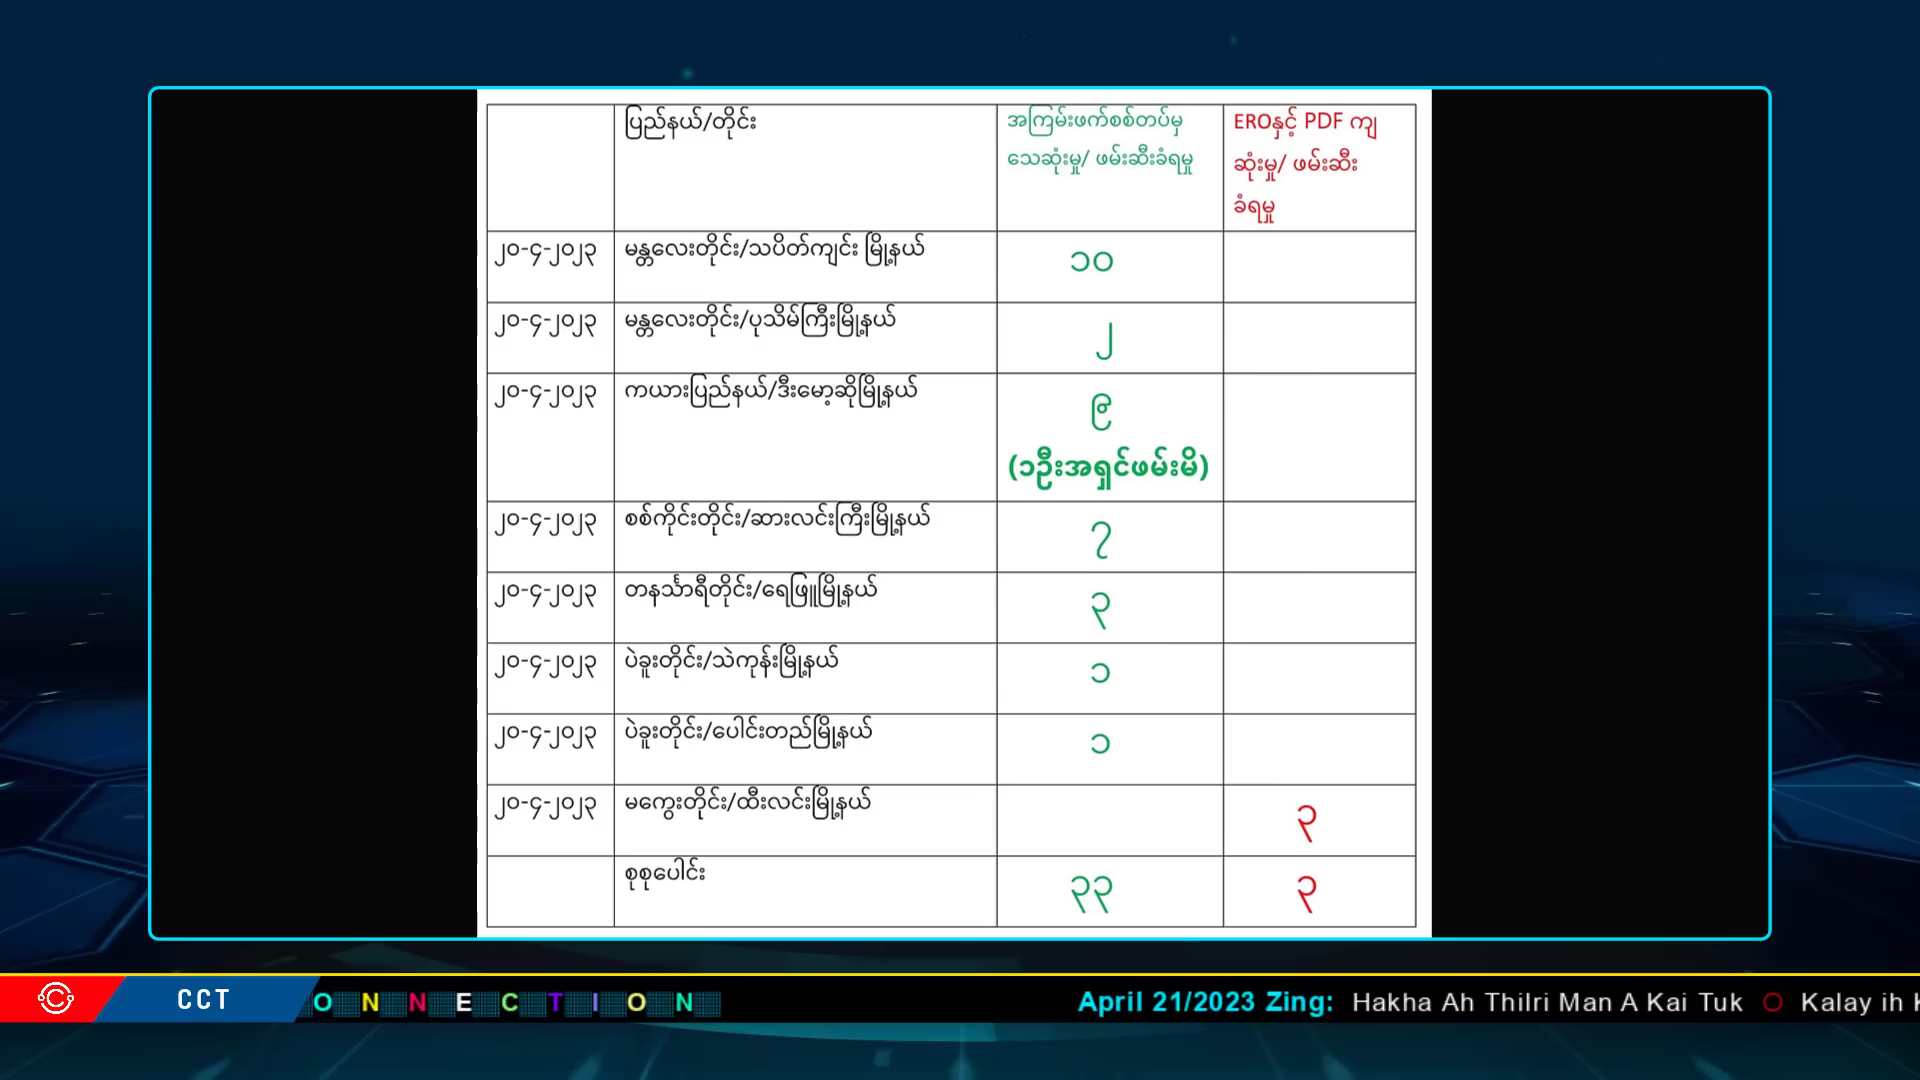 ပြည်နယ်/တိုင်း
အကြမ်းဖက်စစ်တပ်မှ
သေဆုံးမှု/ ဖမ်းဆီးခံရမှု
EROနှင့် PDF ကျ
ဆုံးမှု/ ဖမ်းဆီး
ခံရမှု
၂၀-၄-၂၀၂၃ မန္တလေးတိုင်း/သပိတ်ကျင်း မြို့နယ် ၁၀
၂၀-၄-၂၀၂၃ မန္တလေးတိုင်း/ပုသိမ်ကြီးမြို့နယ် ၂
၂၀-၄-၂၀၂၃ ကယားပြည်နယ်/ဒီးမော့ဆိုမြို့နယ် ၉
(၁ဦးအရှင်ဖမ်းမိ)
၂၀-၄-၂၀၂၃ စစ်ကိုင်းတိုင်း/ဆားလင်းကြီးမြို့နယ် ၇
၂၀-၄-၂၀၂၃ တနင်္သာရီတိုင်း/ရေဖြူမြို့နယ် ၃
၂၀-၄-၂၀၂၃ ပဲခူးတိုင်း/သဲကုန်းမြို့နယ် ၁
၂၀-၄-၂၀၂၃ ပဲခူးတိုင်း/ပေါင်းတည်မြို့နယ် ၁
၂၀-၄-၂၀၂၃ မကွေးတိုင်း/ထီးလင်းမြို့နယ် ၃
စုစုပေါင်း ၃၃ ၃
CCT ONNECTION April 21/2023 Zing: Hakha Ah Thilri Man A Kai Tuk Kalay ih